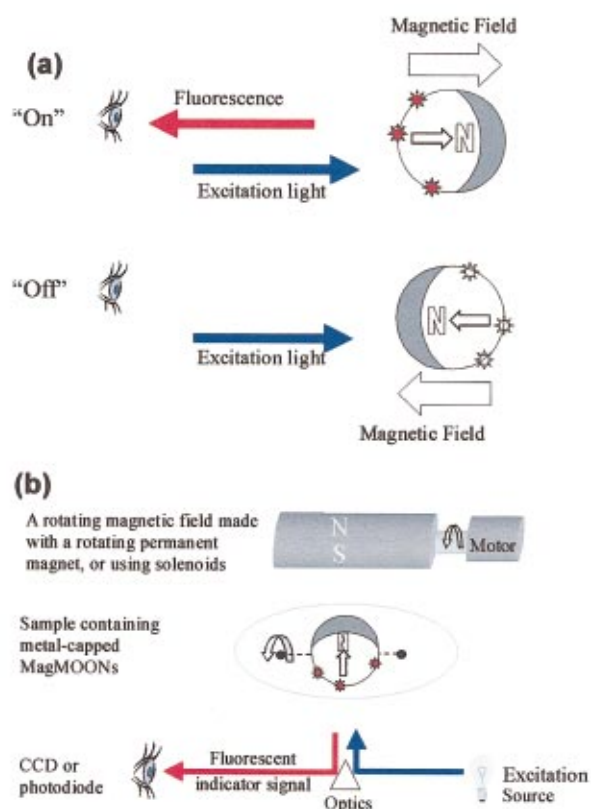 (a)
Magnetic Field
"On"
Fluorescence
N
Excitation light
"Off"
N
Excitation light
Magnetic Field
(b)
A rotating magnetic field made
with a rotating permanent
magnet, or using solenoids
N
S
Motor
Sample containing
metal-capped
MagMOONs
N
CCD or
photodiode
Fluorescent
indicator signal
Optics
Excitation
Source